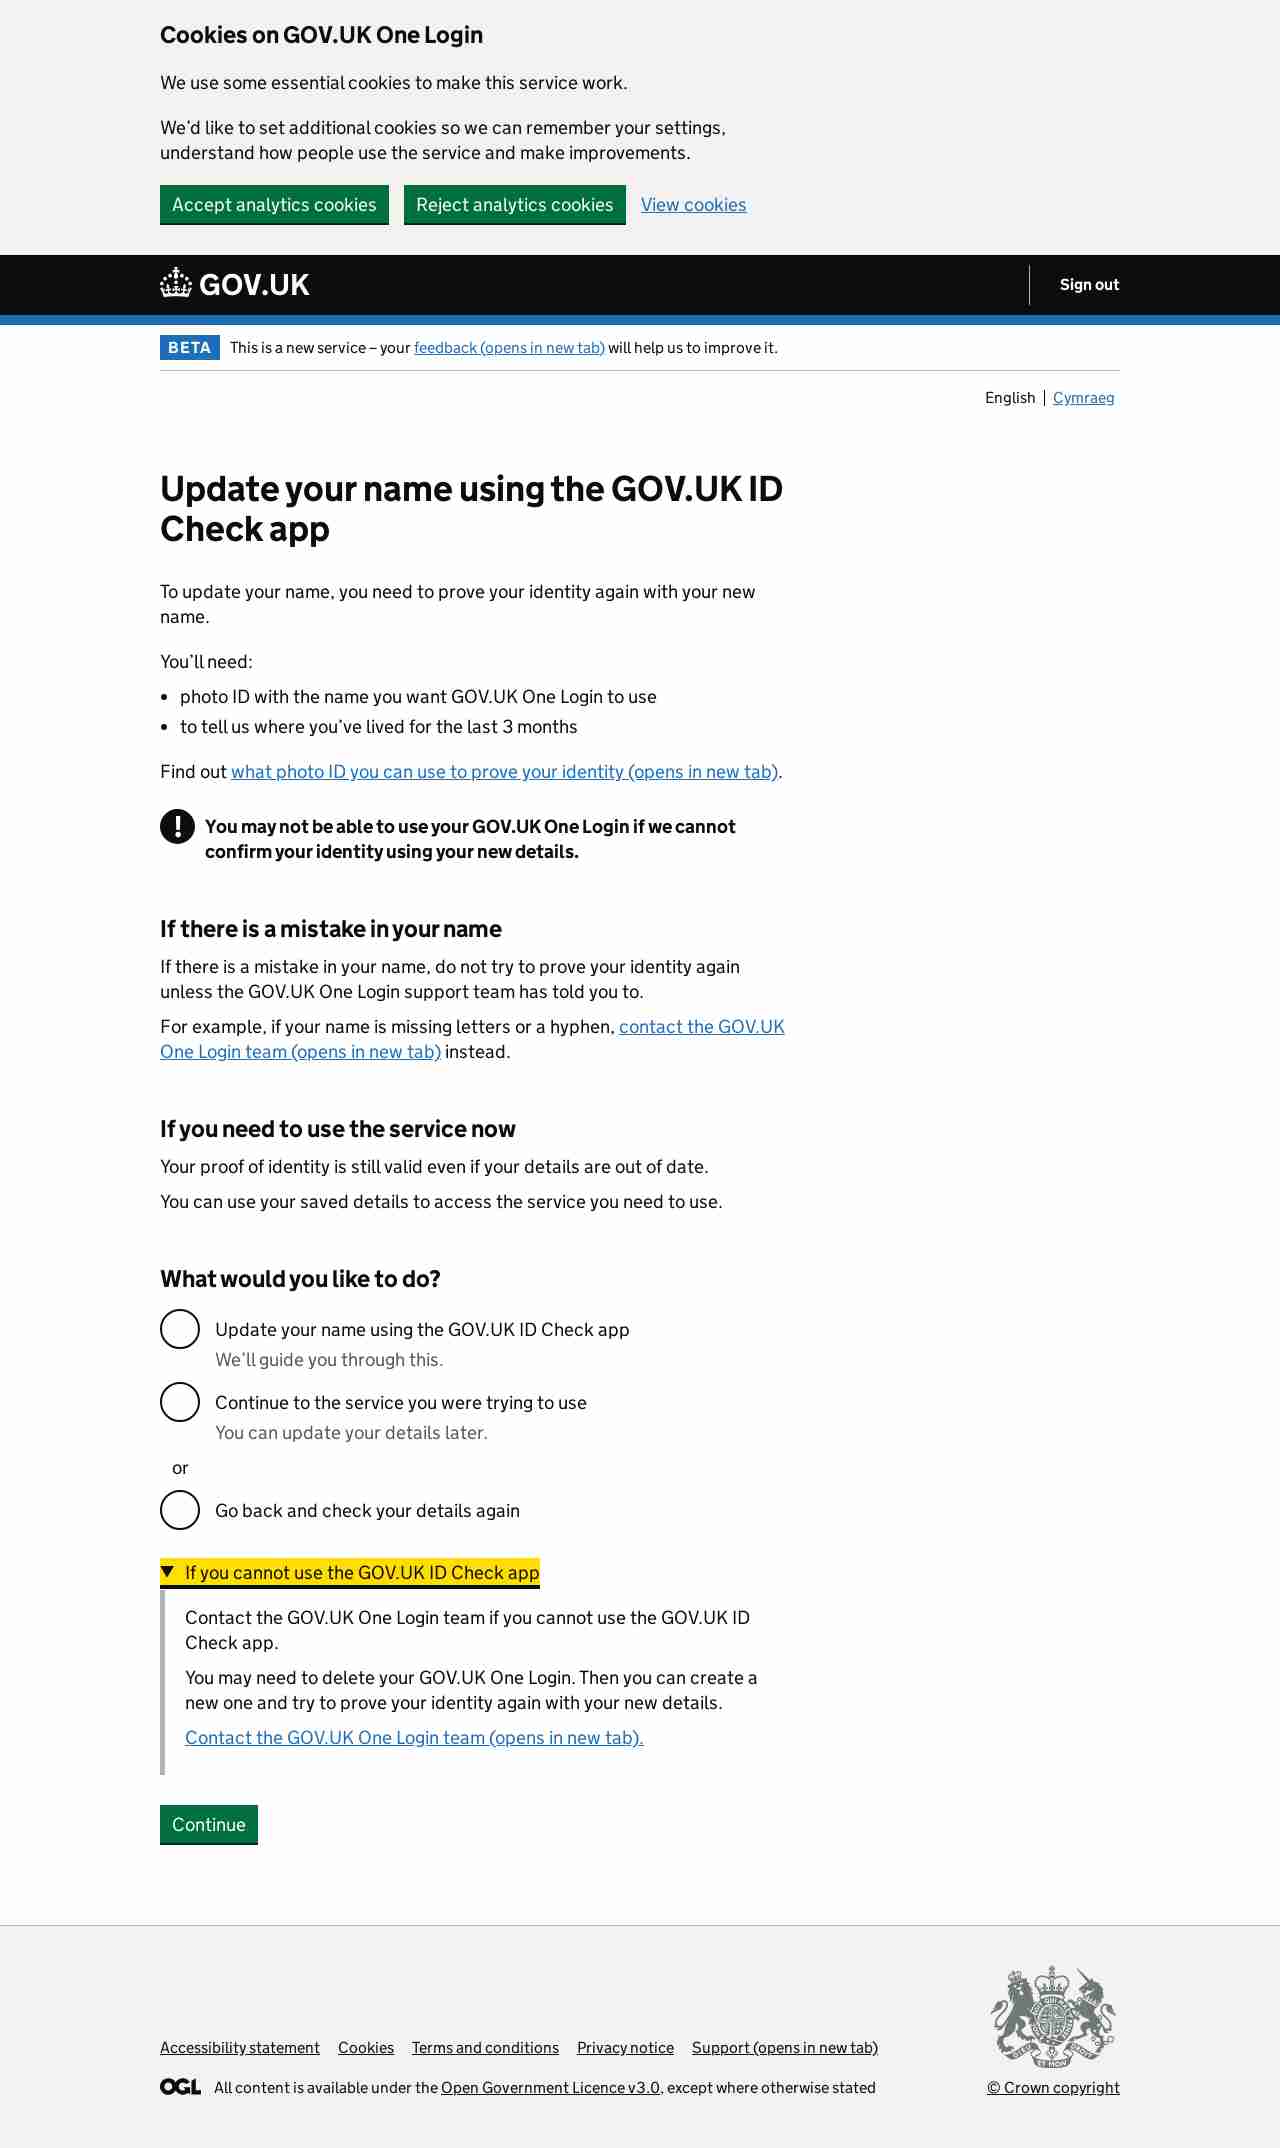 Cookies on GOV.UK One Login
We use some essential cookies to make this service work.
We’d like to set additional cookies so we can remember your settings,
understand how people use the service and make improvements.
Accept analytics cookies
Reject analytics cookies
View cookies
GOV.UK
Sign out
BETA
This is a new service – your feedback (opens in new tab) will help us to improve it.
English
Cymraeg
Update your name using the GOV.UK ID
Check app
To update your name, you need to prove your identity again with your new
name.
You’ll need:
• photo ID with the name you want GOV.UK One Login to use
• to tell us where you’ve lived for the last 3 months
Find out what photo ID you can use to prove your identity (opens in new tab).
! You may not be able to use your GOV.UK One Login if we cannot
confirm your identity using your new details.
If there is a mistake in your name
If there is a mistake in your name, do not try to prove your identity again
unless the GOV.UK One Login support team has told you to.
For example, if your name is missing letters or a hyphen, contact the GOV.UK
One Login team (opens in new tab) instead.
If you need to use the service now
Your proof of identity is still valid even if your details are out of date.
You can use your saved details to access the service you need to use.
What would you like to do?
Update your name using the GOV.UK ID Check app
We’ll guide you through this.
Continue to the service you were trying to use
You can update your details later.
or
Go back and check your details again
If you cannot use the GOV.UK ID Check app
Contact the GOV.UK One Login team if you cannot use the GOV.UK ID
Check app.
You may need to delete your GOV.UK One Login. Then you can create a
new one and try to prove your identity again with your new details.
Contact the GOV.UK One Login team (opens in new tab).
Continue
Accessibility statement
Cookies
Terms and conditions
Privacy notice
Support (opens in new tab)
OGL
All content is available under the Open Government Licence v3.0, except where otherwise stated
© Crown copyright